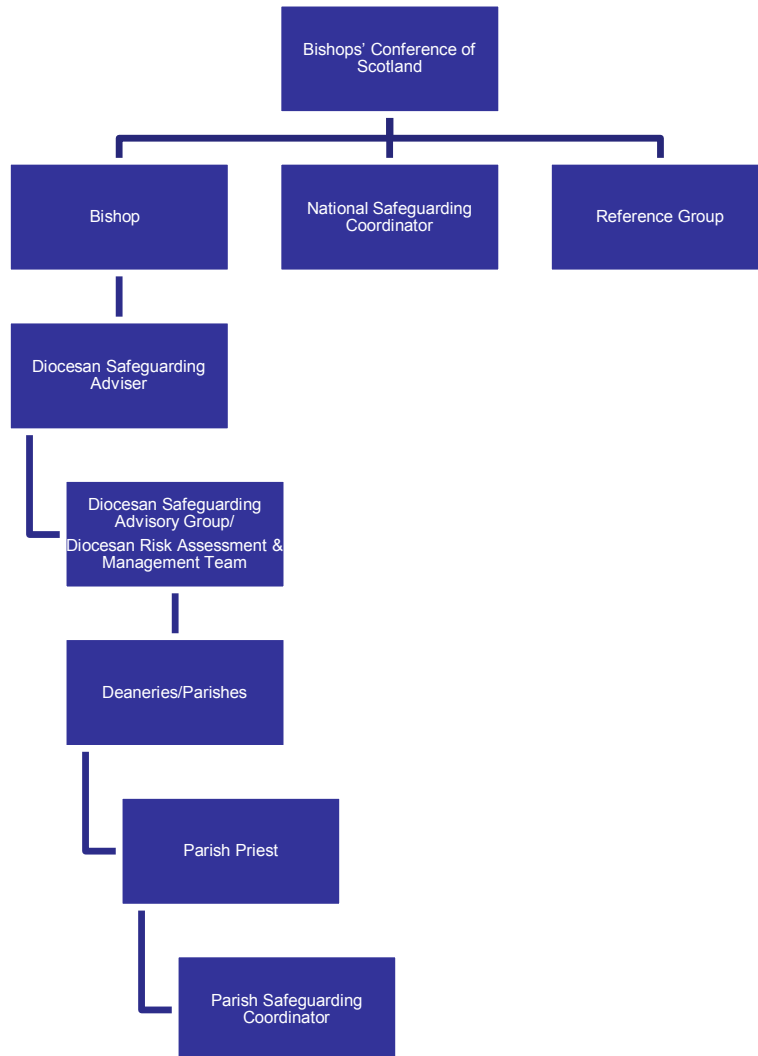 Bishops’ Conference of
Scotland
Bishop
National Safeguarding
Coordinator
Reference Group
Diocesan Safeguarding
Adviser
Diocesan Safeguarding
Advisory Group/
Diocesan Risk Assessment &
Management Team
Deaneries/Parishes
Parish Priest
Parish Safeguarding
Coordinator